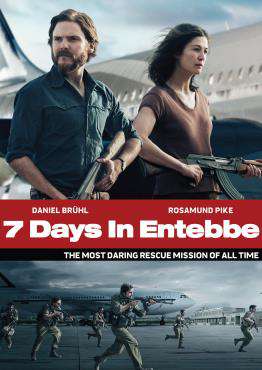 DANIEL BRÜHL ROSAMUND PIKE
7 Days In Entebbe
THE MOST DARING RESCUE MISSION OF ALL TIME